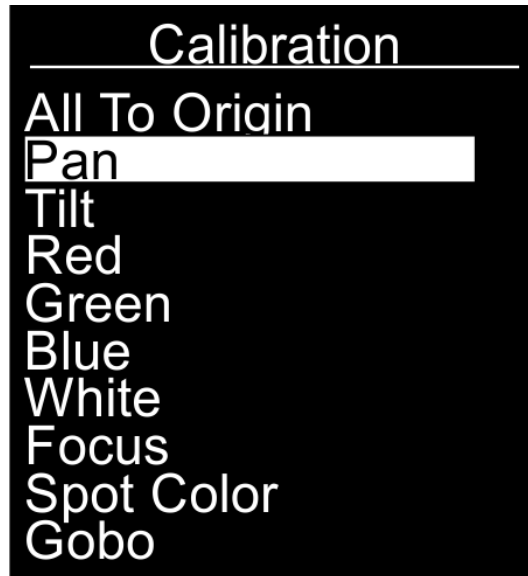 Calibration
All To Origin
Pan
Tilt
Red
Green
Blue
White
Focus
Spot Color
Gobo